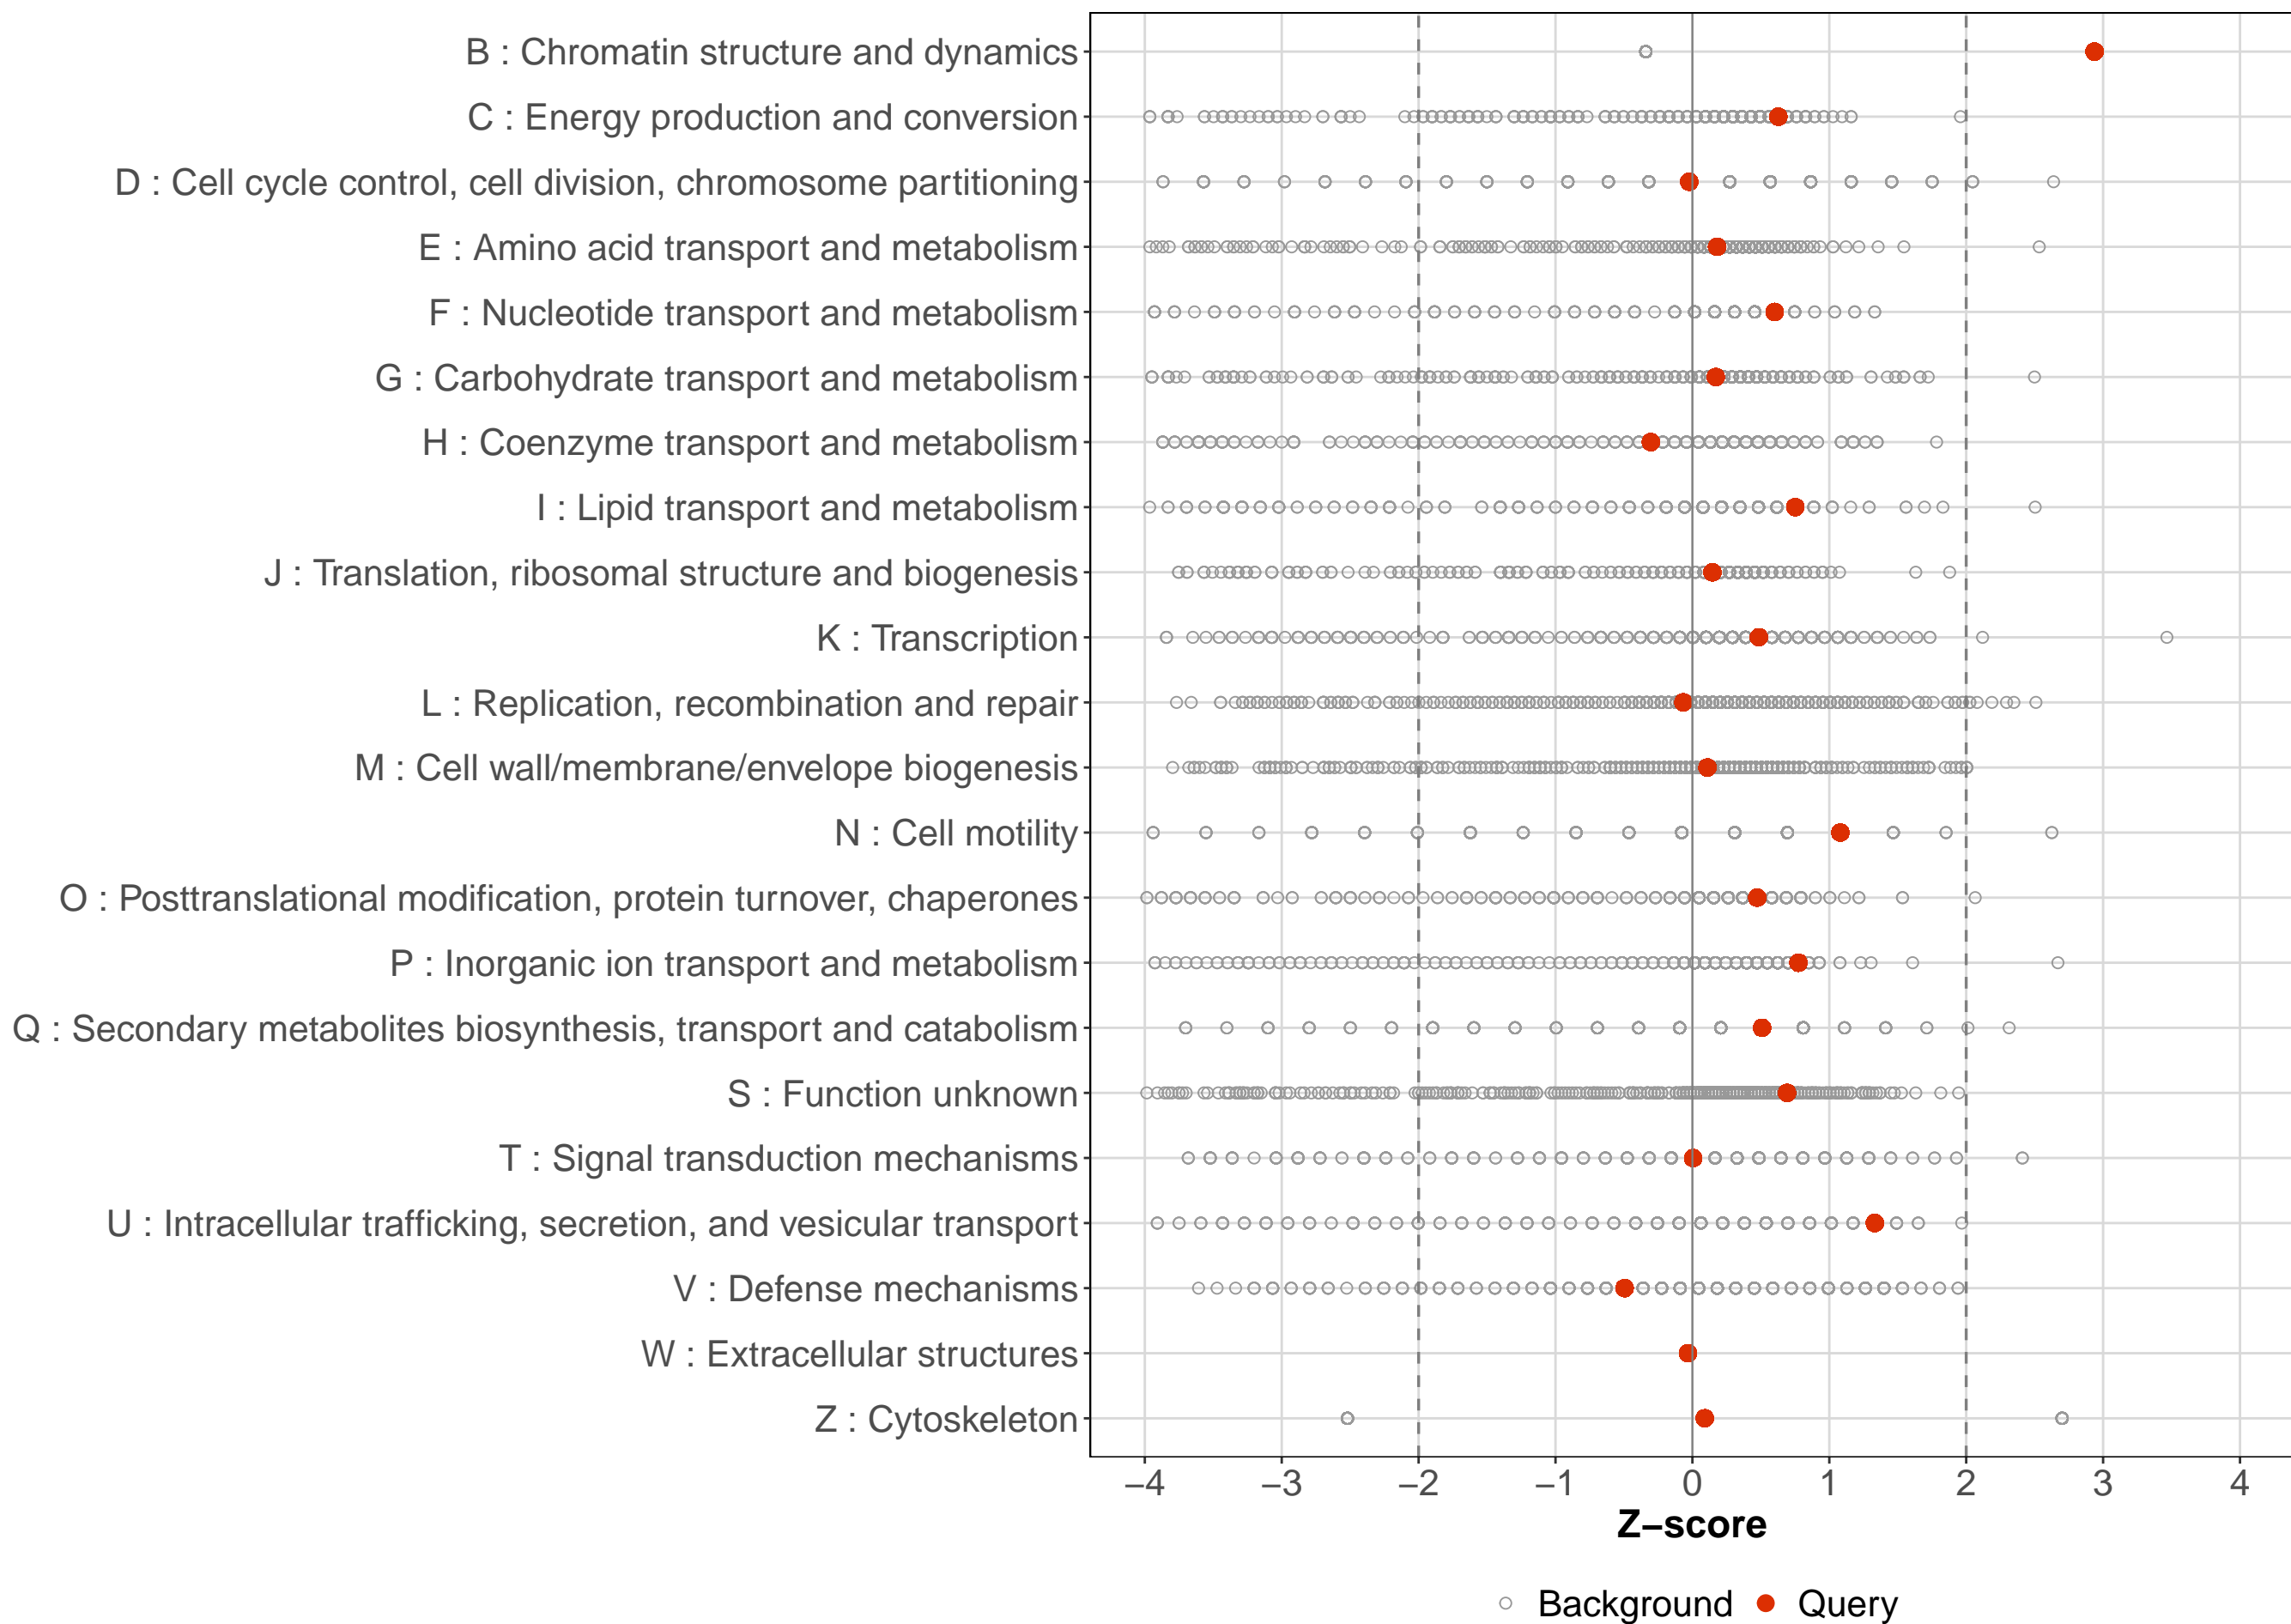 B : Chromatin structure and dynamics
C : Energy production and conversion
D : Cell cycle control, cell division, chromosome partitioning
E : Amino acid transport and metabolism
F : Nucleotide transport and metabolism
G : Carbohydrate transport and metabolism
H : Coenzyme transport and metabolism
I : Lipid transport and metabolism
J : Translation, ribosomal structure and biogenesis
K : Transcription
L : Replication, recombination and repair
M : Cell wall/membrane/envelope biogenesis
N : Cell motility
O : Posttranslational modification, protein turnover, chaperones
P : Inorganic ion transport and metabolism
Q : Secondary metabolites biosynthesis, transport and catabolism
S : Function unknown
T : Signal transduction mechanisms
U : Intracellular trafficking, secretion, and vesicular transport
V : Defense mechanisms
W : Extracellular structures
Z : Cytoskeleton
−4 −3 −2 −1 0 1 2 3 4
Z−score
Background Query